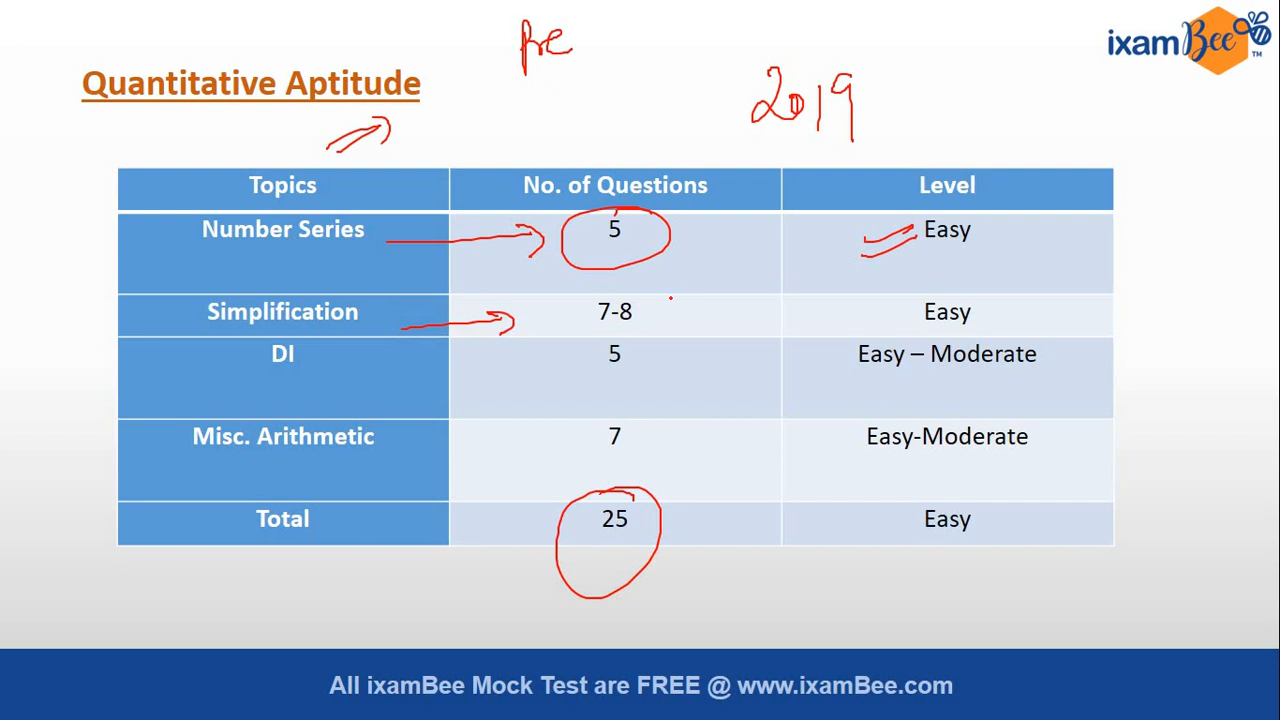 Pre
ixamBee
TM
Quantitative Aptitude
2019
Topics No. of Questions Level
Number Series 5 Easy
Simplification 7-8 Easy
DI 5 Easy – Moderate
Misc. Arithmetic 7 Easy-Moderate
Total 25 Easy
All ixamBee Mock Test are FREE @ www.ixamBee.com